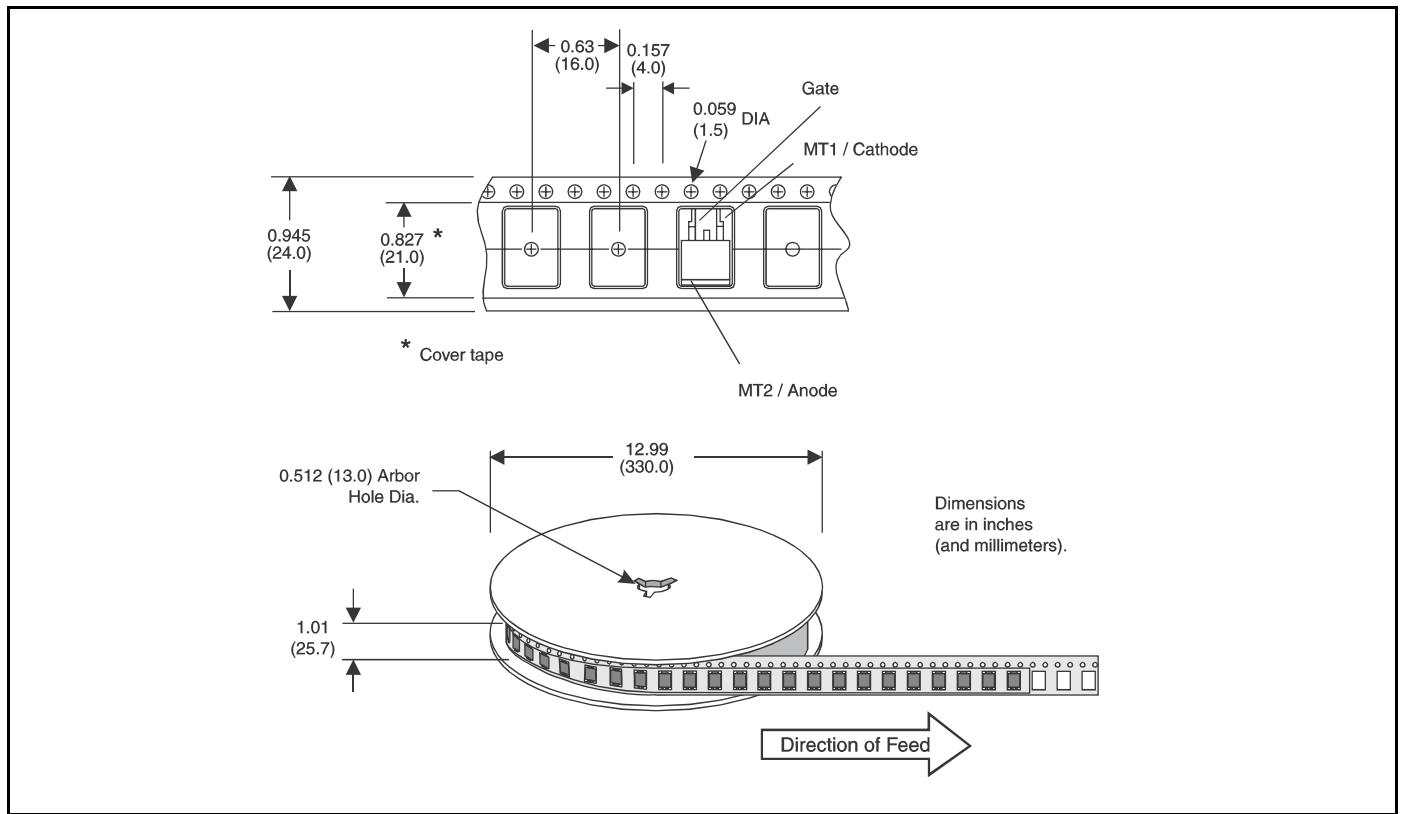 0.63
(16.0)
0.157
(4.0)
Gate
0.059
(1.5)
DIA
MT1 / Cathode
0.945
(24.0)
0.827
(21.0)
*
* Cover tape
MT2 / Anode
12.99
(330.0)
0.512 (13.0) Arbor
Hole Dia.
Dimensions
are in inches
(and millimeters).
1.01
(25.7)
Direction of Feed